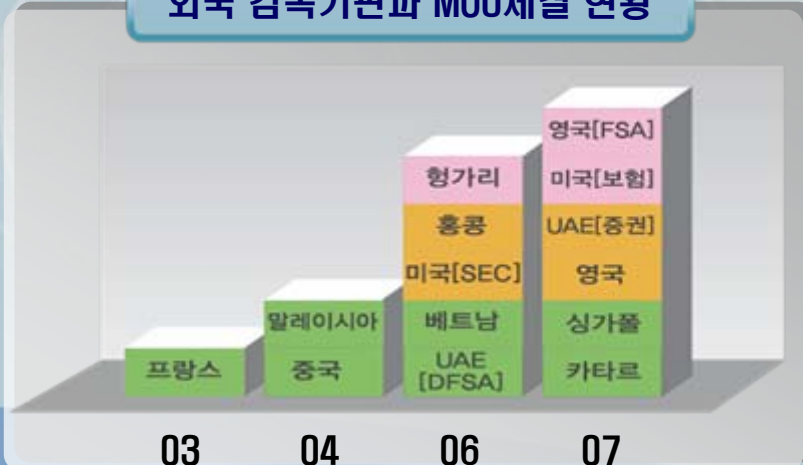 외국 감독기관과 MOU체결 현황
영국[FSA]
헝가리 미국[보험]
홍콩 UAE[증권]
미국[SEC] 영국
말레이시아 베트남 싱가폴
프랑스 중국 UAE [DFSA] 카타르
03 04 06 07